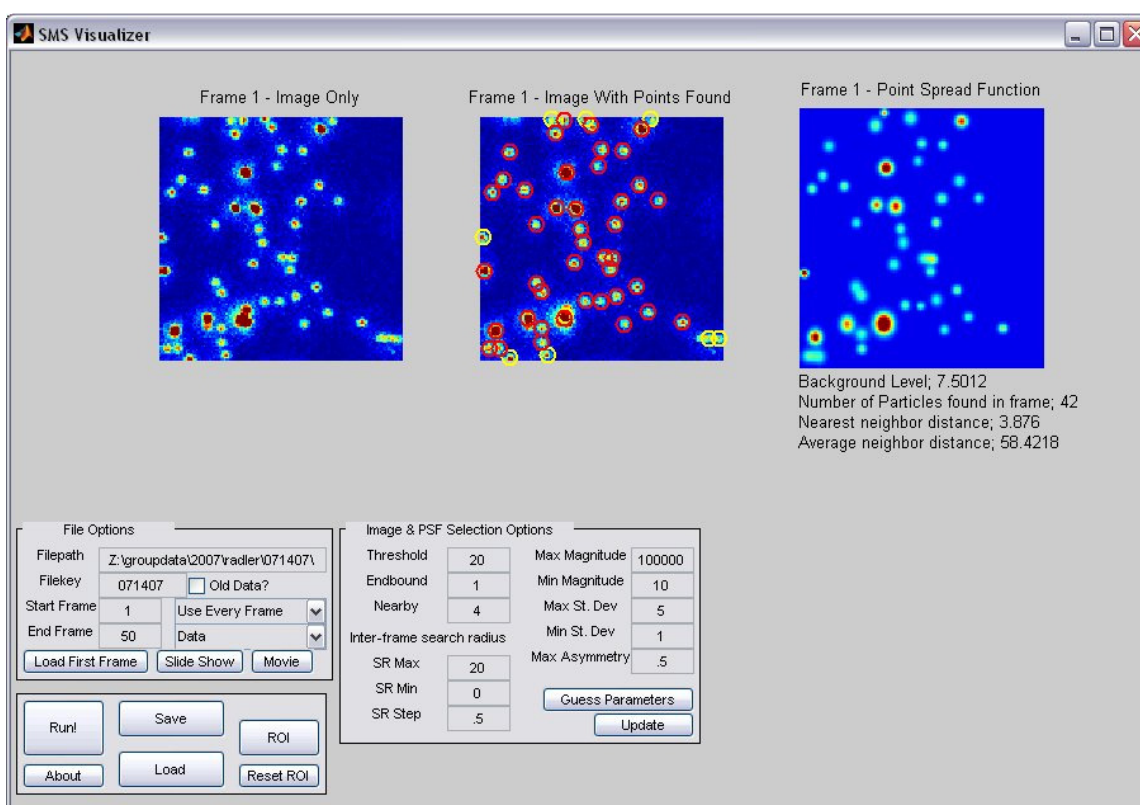 SMS Visualizer
Frame 1 - Image Only
Frame 1 - Image With Points Found
Frame 1 - Point Spread Function
Background Level; 7.5012
Number of Particles found in frame; 42
Nearest neighbor distance; 3.876
Average neighbor distance; 58.4218
File Options
Filepath Z:\groupdata\2007\radler\071407\
Filekey 071407 Old Data?
Start Frame 1 Use Every Frame
End Frame 50 Data
Load First Frame Slide Show Movie
Run! Save ROI
About Load Reset ROI
Image & PSF Selection Options
Threshold 20 Max Magnitude 100000
Endbound 1 Min Magnitude 10
Nearby 4 Max St. Dev 5
Inter-frame search radius Min St. Dev 1
SR Max 20 Max Asymmetry .5
SR Min 0 Guess Parameters
SR Step .5 Update